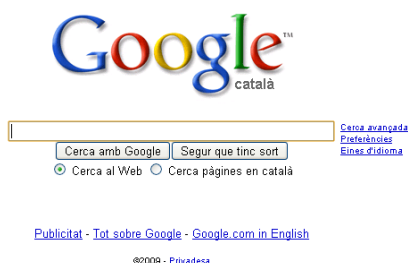 Google™
català
Cerca avançada
Preferències
Eines d'idioma
Cerca amb Google Segur que tinc sort
Cerca al Web Cerca pàgines en català
Publicitat - Tot sobre Google - Google.com in English
©2009 - Privadesa